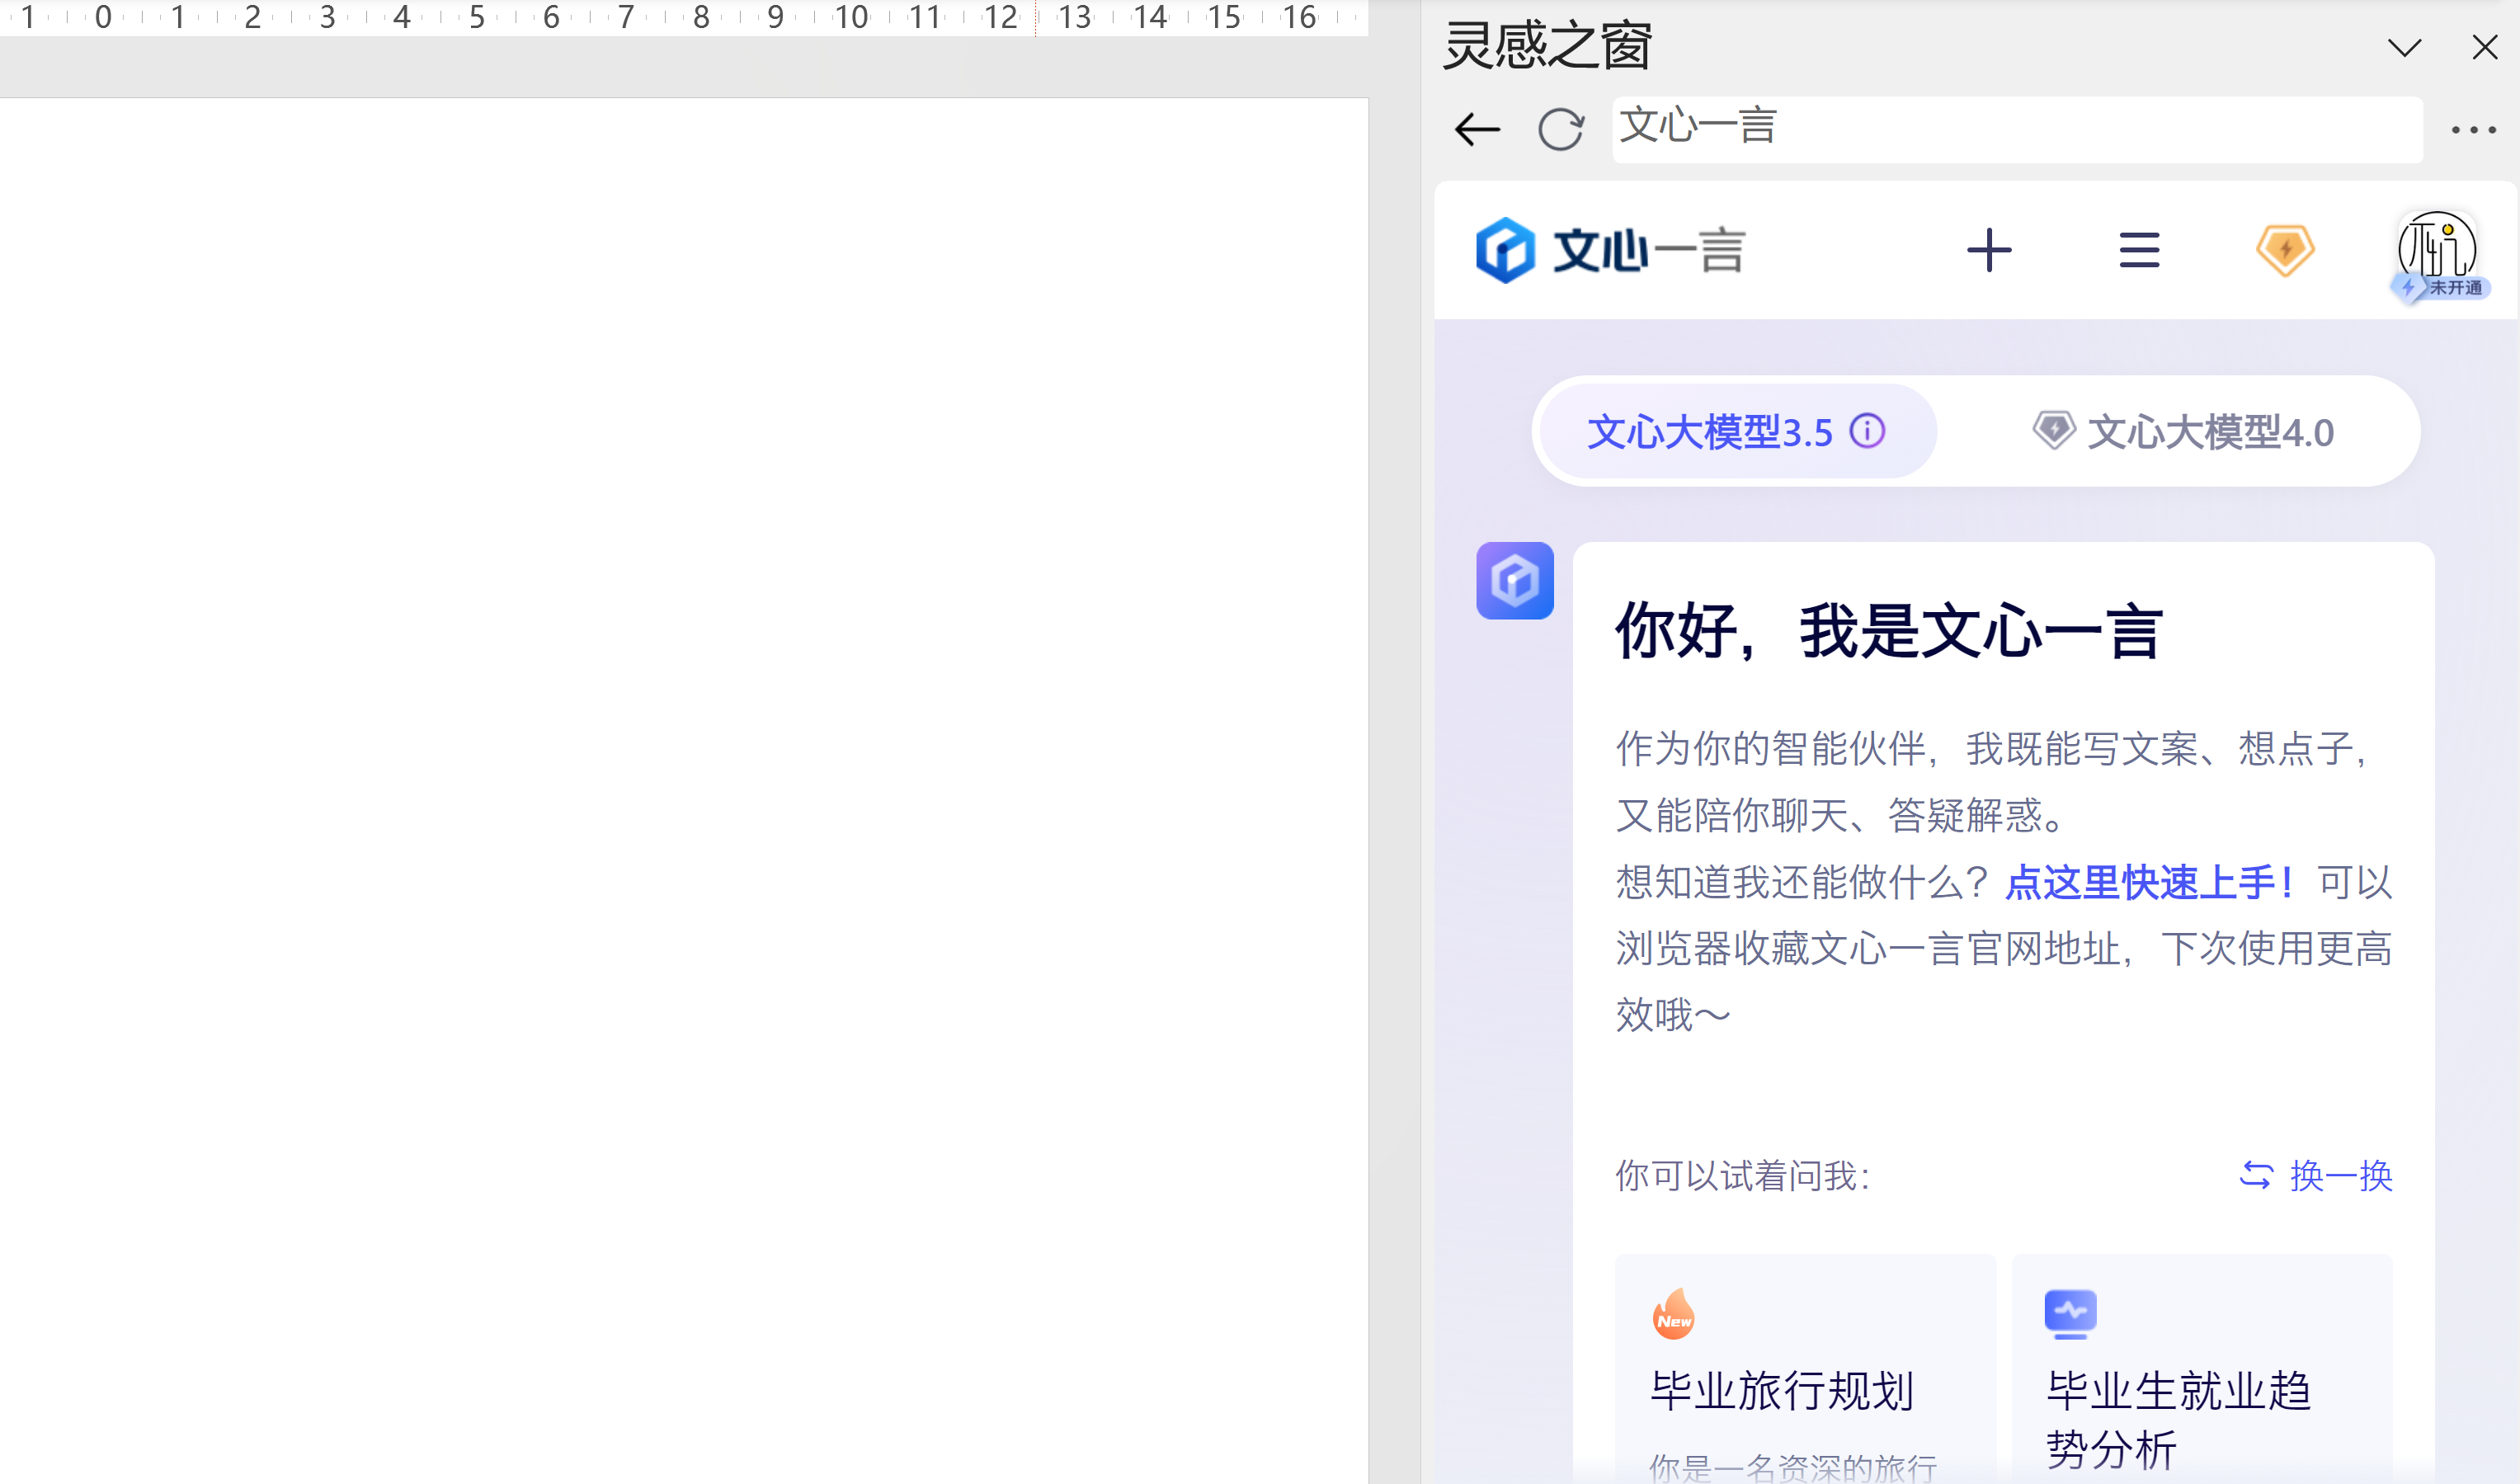 1 0 1 2 3 4 5 6 7 8 9 10 11 12 13 14 15 16
灵感之窗
文心一言
文心一言
未开通
文心大模型3.5
文心大模型4.0
你好，我是文心一言
作为你的智能伙伴，我既能写文案、想点子，
又能陪你聊天、答疑解惑。
想知道我还能做什么？点这里快速上手！可以
浏览器收藏文心一言官网地址，下次使用更高
效哦～
你可以试着问我：
换一换
New
毕业旅行规划
你是一名资深的旅行
毕业生就业趋
势分析